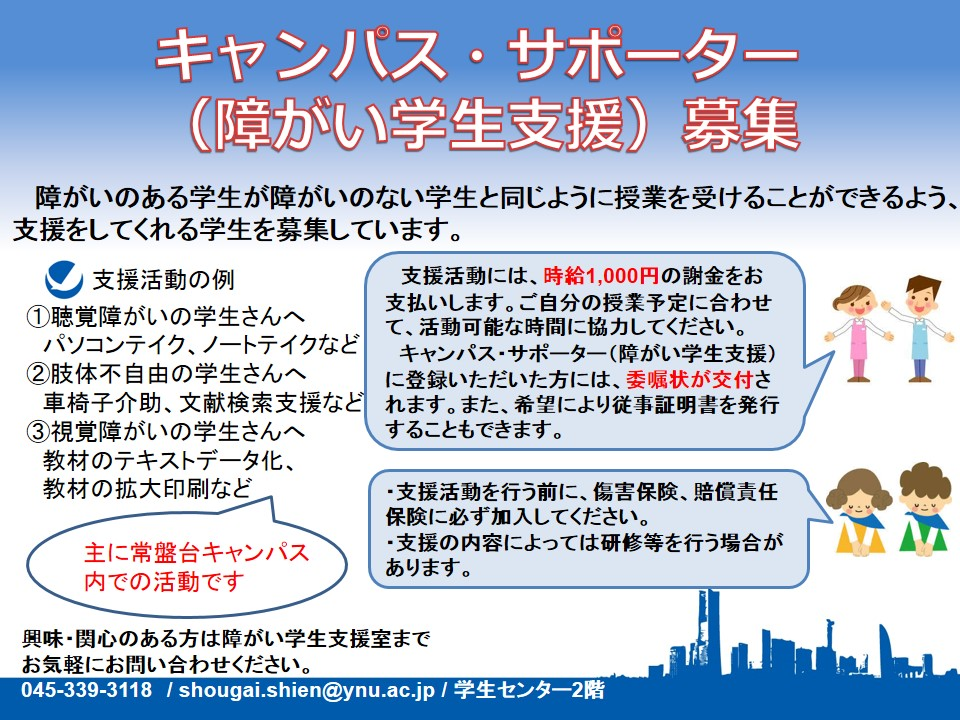 キャンパス・サポーター
（障がい学生支援）募集
障がいのある学生が障がいのない学生と同じように授業を受けることができるよう、
支援をしてくれる学生を募集しています。
支援活動の例
①聴覚障がいの学生さんへ
パソコンテイク、ノートテイクなど
②肢体不自由の学生さんへ
車椅子介助、文献検索支援など
③視覚障がいの学生さんへ
教材のテキストデータ化、
教材の拡大印刷など
主に常盤台キャンパス
内での活動です
支援活動には、時給1,000円の謝金をお
支払いします。ご自分の授業予定に合わせ
て、活動可能な時間に協力してください。
キャンパス・サポーター（障がい学生支援）
に登録いただいた方には、委嘱状が交付さ
れます。また、希望により従事証明書を発行
することもできます。
・支援活動を行う前に、傷害保険、賠償責任
保険に必ず加入してください。
・支援の内容によっては研修等を行う場合が
あります。
興味・関心のある方は障がい学生支援室まで
お気軽にお問い合わせください。
045-339-3118 / shougai.shien@ynu.ac.jp / 学生センター2階